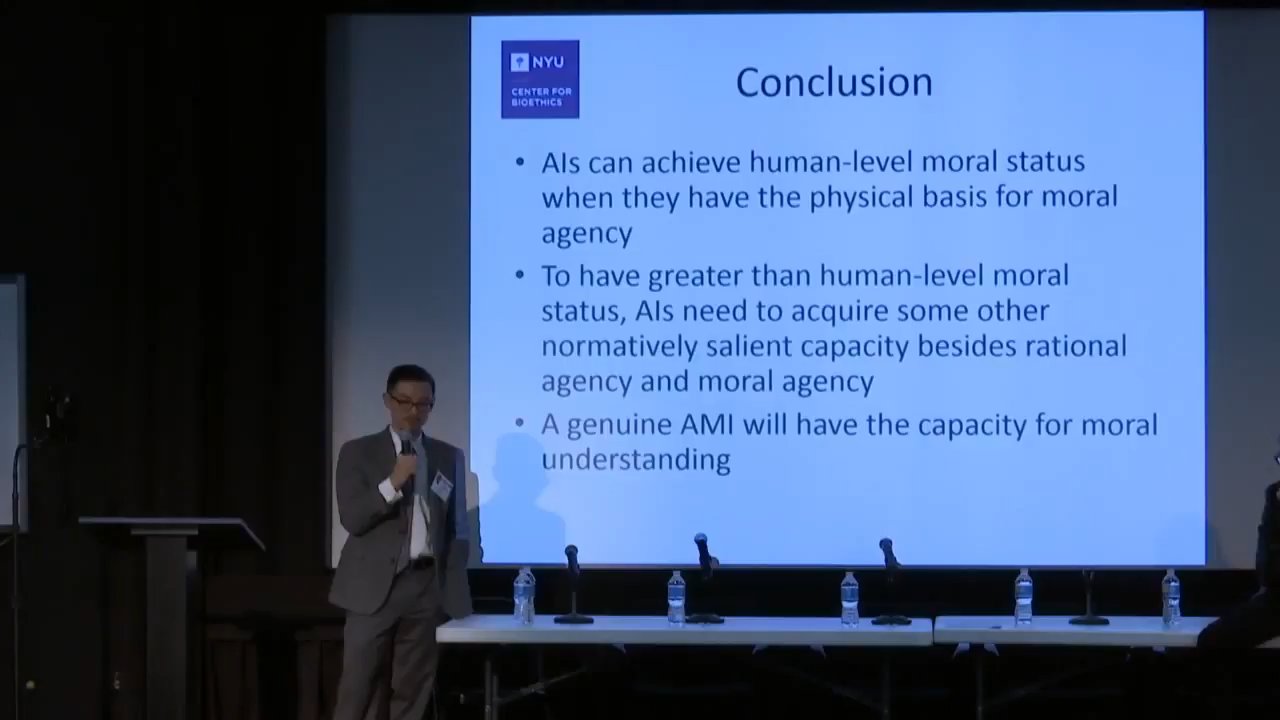 NYU
CENTER FOR
BIOETHICS
Conclusion
• AIs can achieve human-level moral status
when they have the physical basis for moral
agency
• To have greater than human-level moral
status, AIs need to acquire some other
normatively salient capacity besides rational
agency and moral agency
• A genuine AMI will have the capacity for moral
understanding